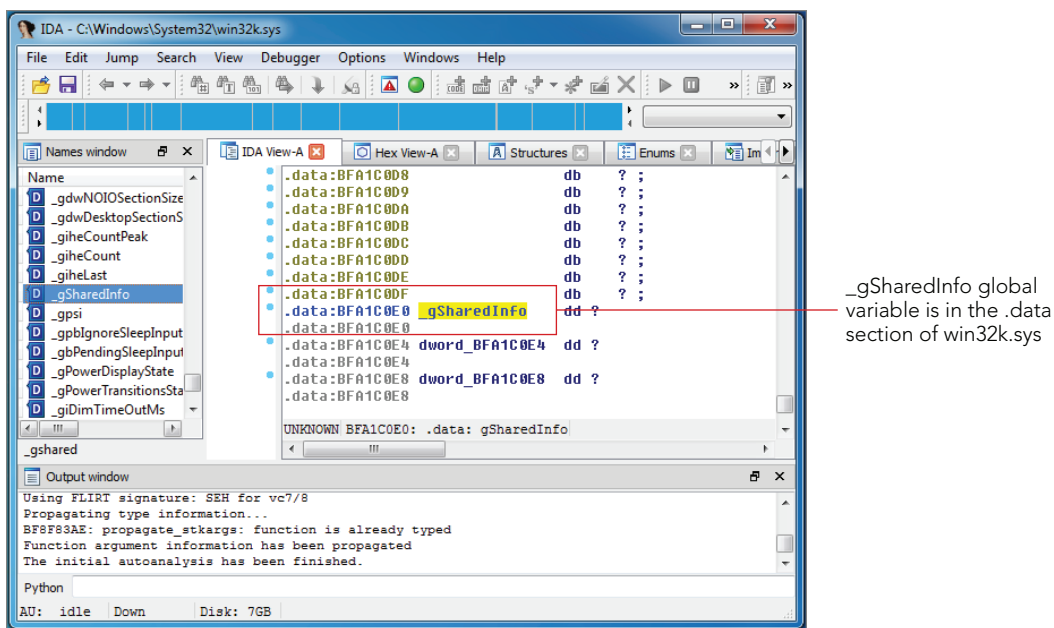 IDA - C:\Windows\System32\win32k.sys
File Edit Jump Search View Debugger Options Windows Help
Names window
IDA View-A Hex View-A Structures Enums Im
Name
_gdwNOIOSectionSize
_gdwDesktopSectionS
_giheCountPeak
_giheCount
_giheLast
_gSharedInfo
_gpsi
_gpbIgnoreSleepInput
_gbPendingSleepInput
_gPowerDisplayState
_gPowerTransitionsSta
_giDimTimeOutMs
_gshared
.data:BFA1C0D8 db ? ;
.data:BFA1C0D9 db ? ;
.data:BFA1C0DA db ? ;
.data:BFA1C0DB db ? ;
.data:BFA1C0DC db ? ;
.data:BFA1C0DD db ? ;
.data:BFA1C0DE db ? ;
.data:BFA1C0DF db ? ;
.data:BFA1C0E0 _gSharedInfo dd ?
.data:BFA1C0E0
.data:BFA1C0E4 dword_BFA1C0E4 dd ?
.data:BFA1C0E4
.data:BFA1C0E8 dword_BFA1C0E8 dd ?
.data:BFA1C0E8
UNKNOWN BFA1C0E0: .data:_gSharedInfo
_gSharedInfo global
variable is in the .data
section of win32k.sys
Output window
Using FLIRT signature: SEH for vc7/8
Propagating type information...
BF8F83AE: propagate_stkargs: function is already typed
Function argument information has been propagated
The initial autoanalysis has been finished.
Python
AU: idle Down Disk: 7GB